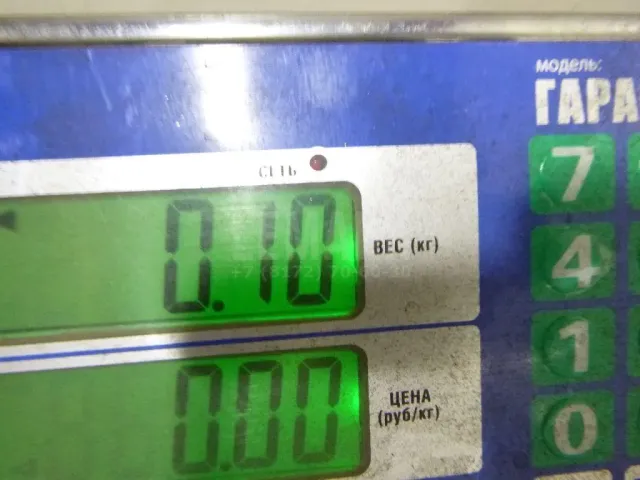 модель:
ГАРА
СЕТЬ
7
0.10
ВЕС (кг)
4
1
0.00
ЦЕНА
(руб/кг)
0